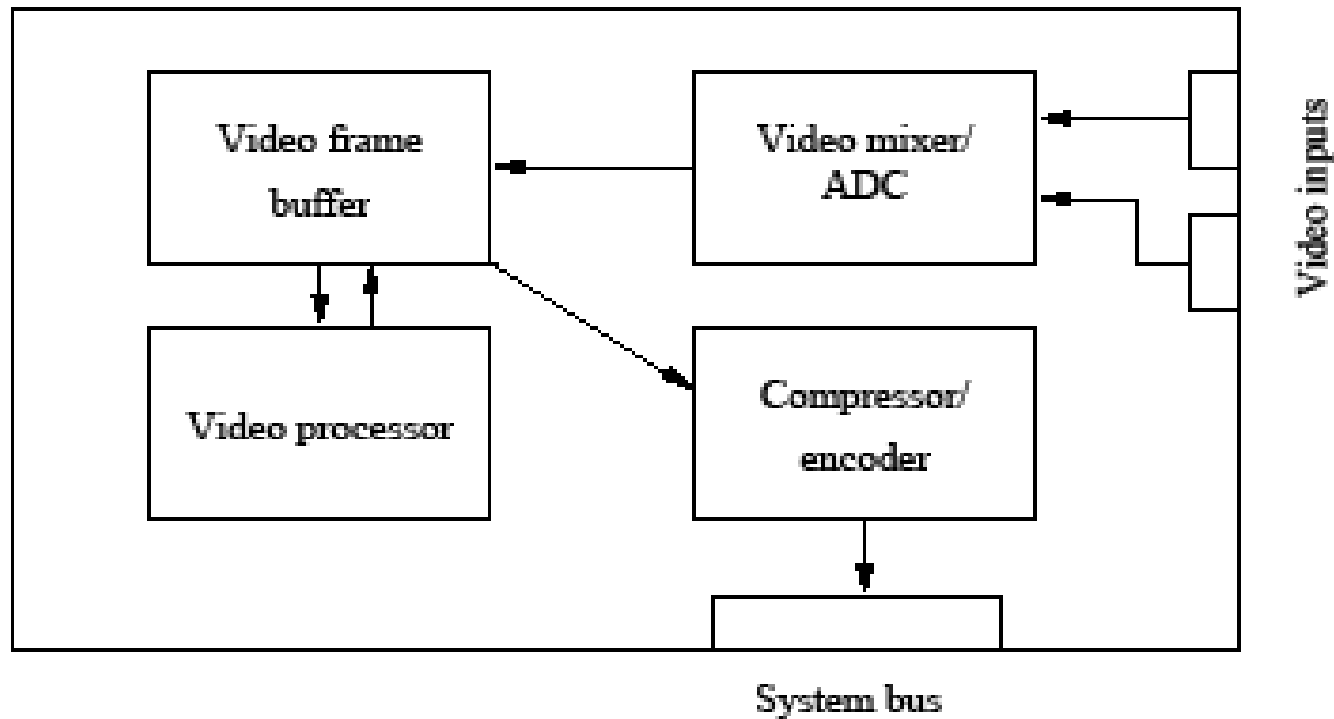 Video frame
buffer
Video mixer/
ADC
Video inputs
Video processor
Compressor/
encoder
System bus